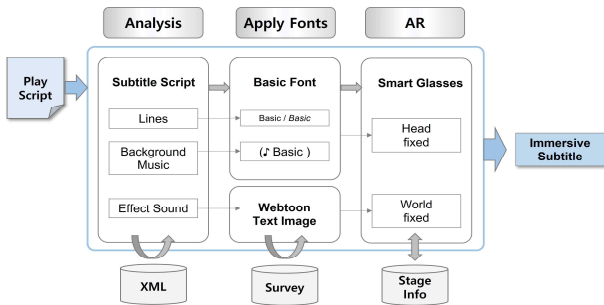 Analysis
Apply Fonts
AR
Play
Script
Subtitle Script
Basic Font
Smart Glasses
Lines
Basic / Basic
Head
fixed
Background
Music
(♪ Basic )
Immersive
Subtitle
Effect Sound
Webtoon
Text Image
World
fixed
XML
Survey
Stage
Info